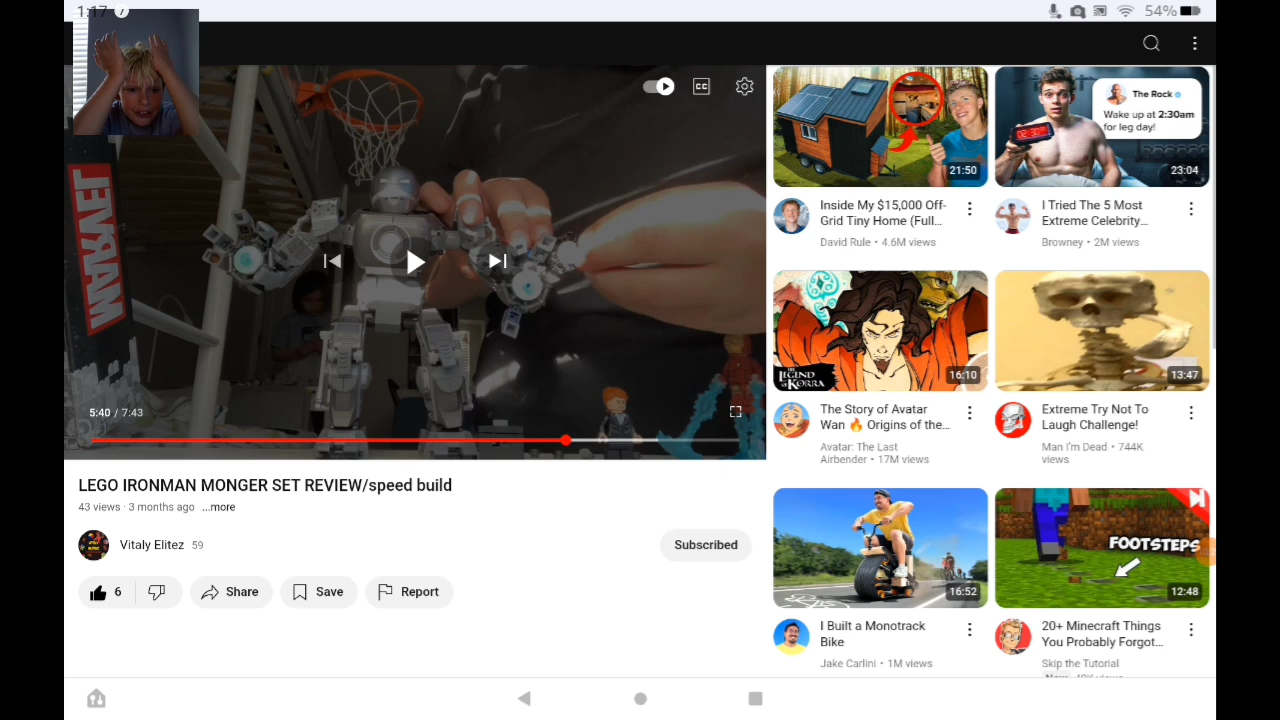 1:17
54%
MARVEL
CC
5:40 / 7:43
LEGO IRONMAN MONGER SET REVIEW/speed build
43 views · 3 months ago ...more
Vitaly Elitez 59
Subscribed
6
Share
Save
Report
21:50
Inside My $15,000 Off-
Grid Tiny Home (Full...
David Rule • 4.6M views
The Rock
Wake up at 2:30am
for leg day!
02:30
23:04
I Tried The 5 Most
Extreme Celebrity...
Browney • 2M views
THE
LEGEND
OF KORRA
16:10
The Story of Avatar
Wan 🔥 Origins of the...
Avatar: The Last
Airbender • 17M views
13:47
Extreme Try Not To
Laugh Challenge!
Man I'm Dead • 744K
views
16:52
I Built a Monotrack
Bike
Jake Carlini • 1M views
FOOTSTEPS
12:48
20+ Minecraft Things
You Probably Forgot...
Skip the Tutorial